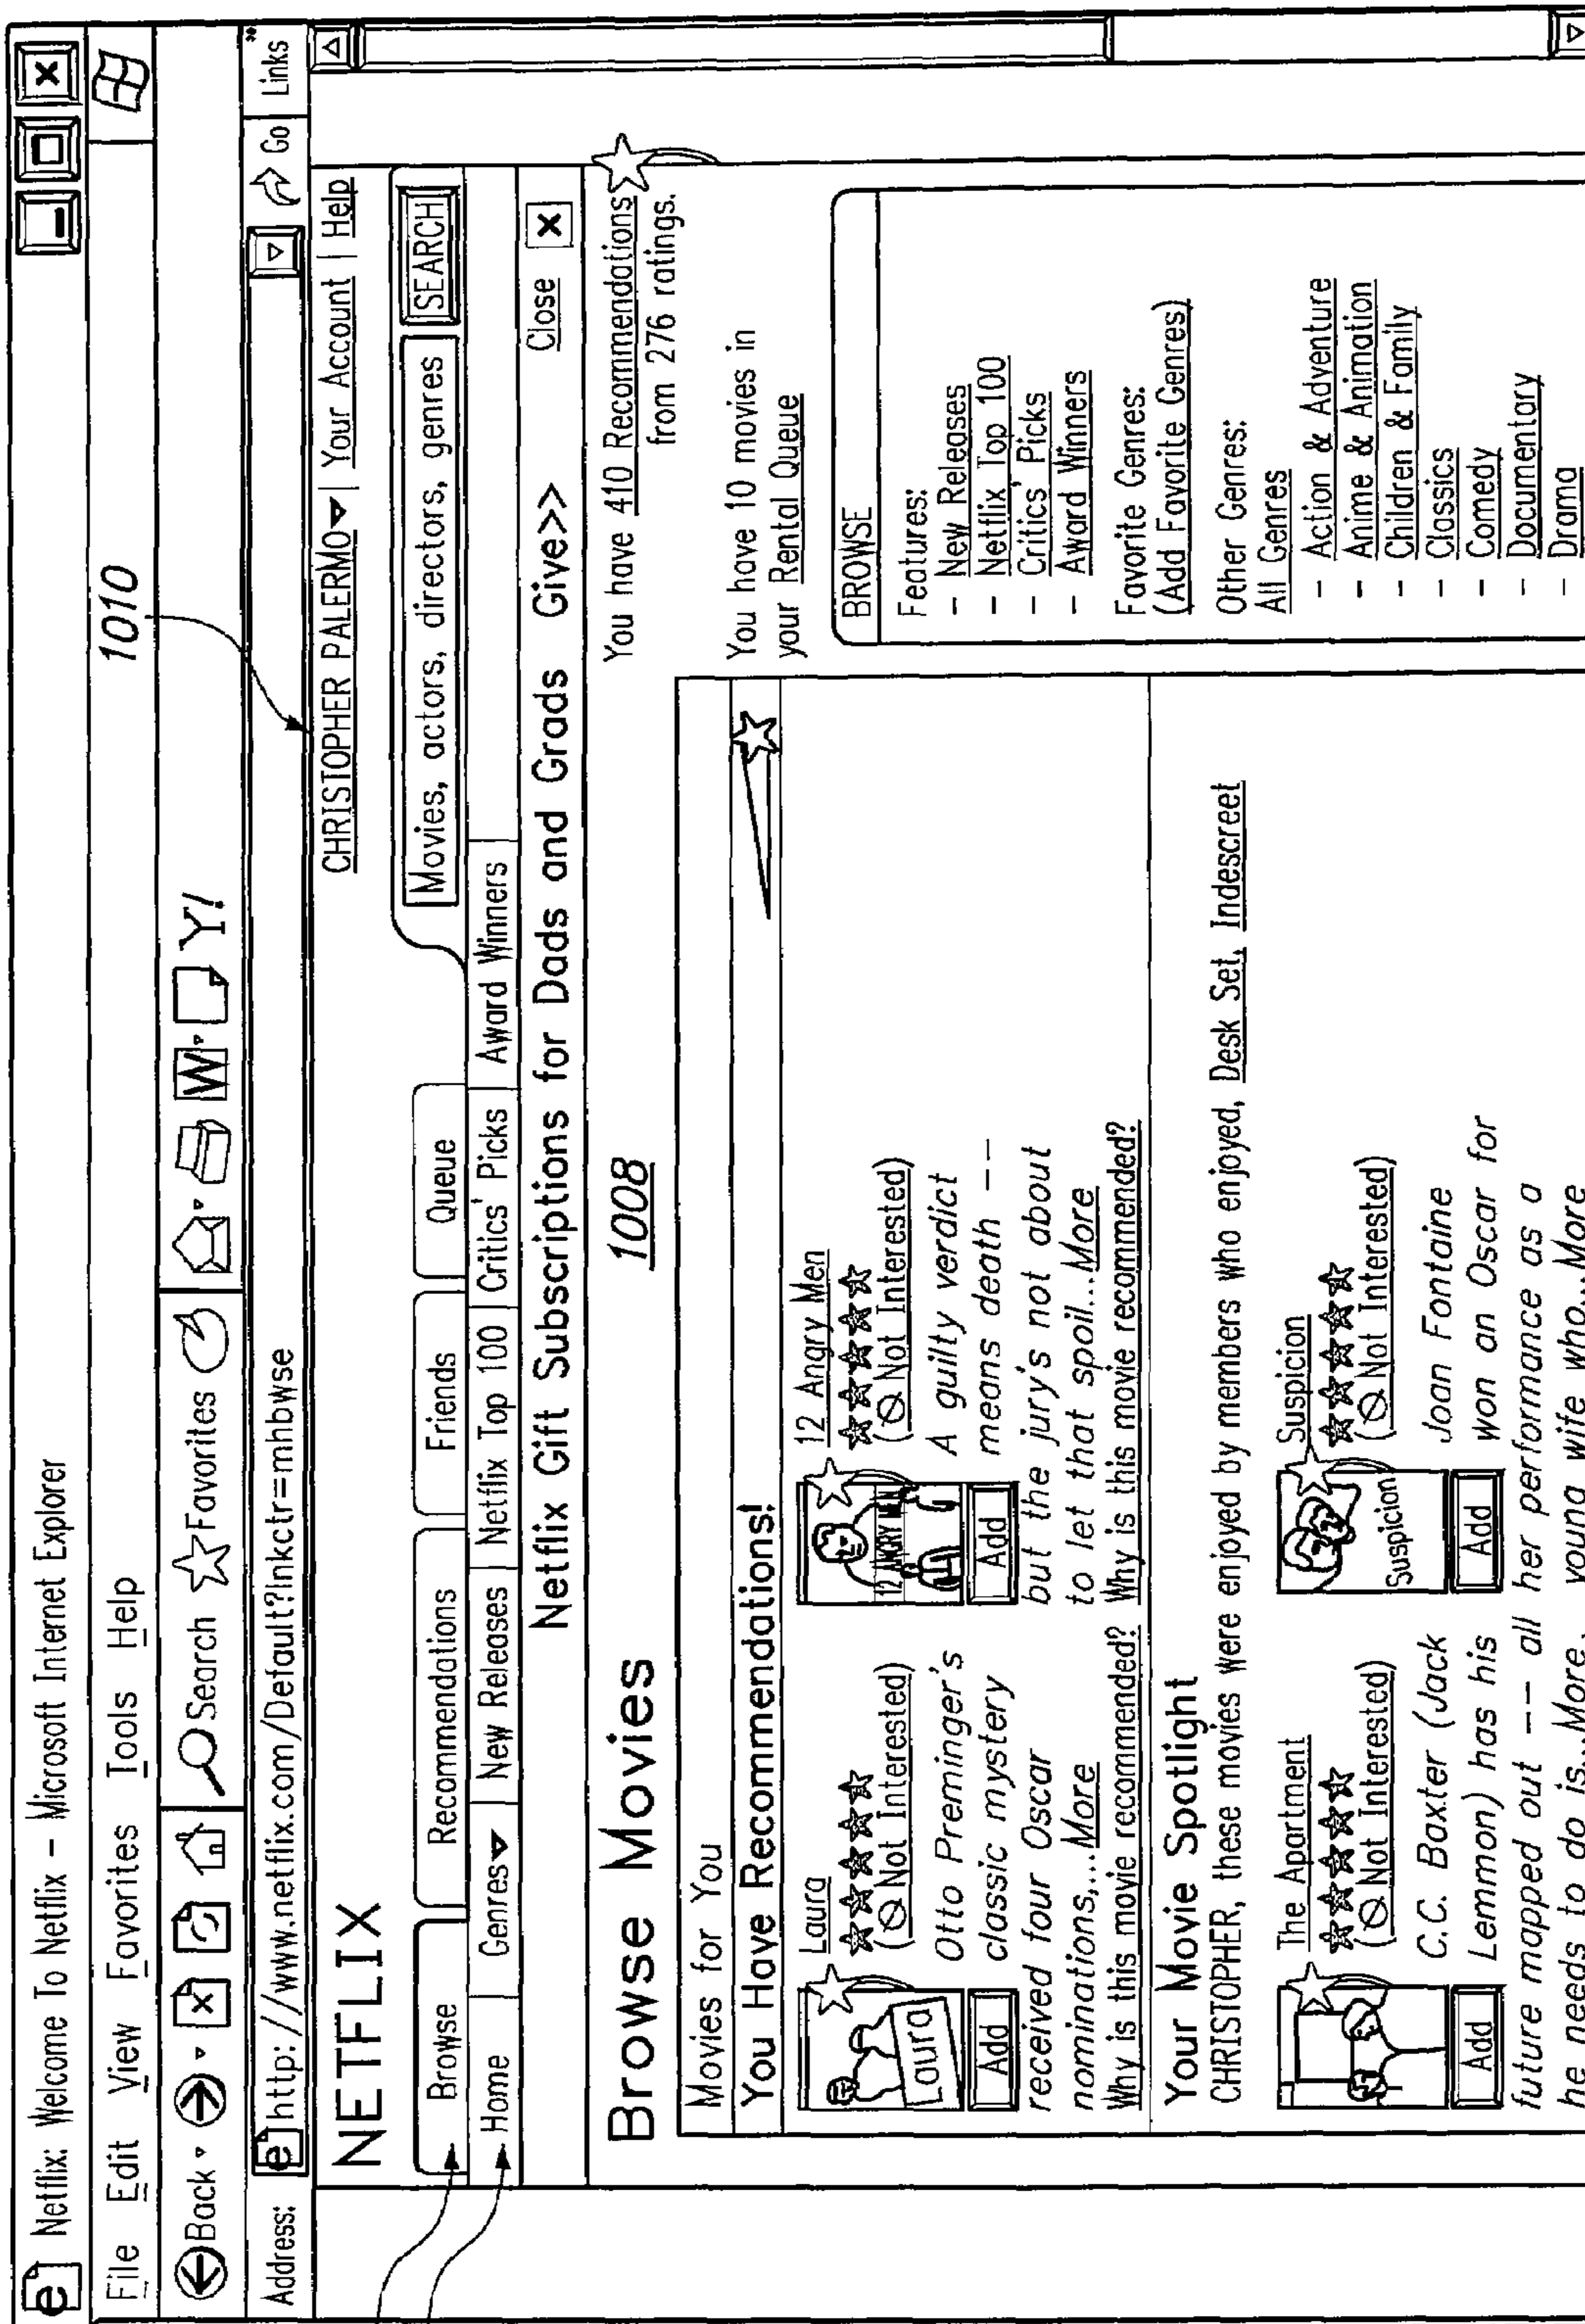 Netflix: Welcome To Netflix – Microsoft Internet Explorer
File Edit View Favorites Tools Help
1010
Back Search Favorites W Y!
Address: http://www.netflix.com/Default?lnkctr=mhbwse Go Links
NETFLIX
CHRISTOPHER PALERMO | Your Account | Help
Browse Recommendations Friends Queue
Movies, actors, directors, genres SEARCH
Home Genres New Releases Netflix Top 100 Critics' Picks Award Winners
Netflix Gift Subscriptions for Dads and Grads Give>> Close
Browse Movies
1008
You have 410 Recommendations
from 276 ratings.
Movies for You
You Have Recommendations!
Laura
(Not Interested)
Otto Preminger's
classic mystery
Laura
Add
received four Oscar
nominations,...More
Why is this movie recommended?
12 Angry Men
(Not Interested)
A guilty verdict
means death --
12 ANGRY MEN
Add
but the jury's not about
to let that spoil...More
Why is this movie recommended?
Your Movie Spotlight
CHRISTOPHER, these movies were enjoyed by members who enjoyed, Desk Set, Indescreet
The Apartment
(Not Interested)
C.C. Baxter (Jack
Lemmon) has his
Add
future mapped out -- all
he needs to do is...More
Suspicion
(Not Interested)
Joan Fontaine
won an Oscar for
Suspicion
Add
her performance as a
young wife who...More
You have 10 movies in
your Rental Queue
BROWSE
Features:
- New Releases
- Netflix Top 100
- Critics' Picks
- Award Winners
Favorite Genres:
(Add Favorite Genres)
Other Genres:
All Genres
- Action & Adventure
- Anime & Animation
- Children & Family
- Classics
- Comedy
- Documentary
- Drama